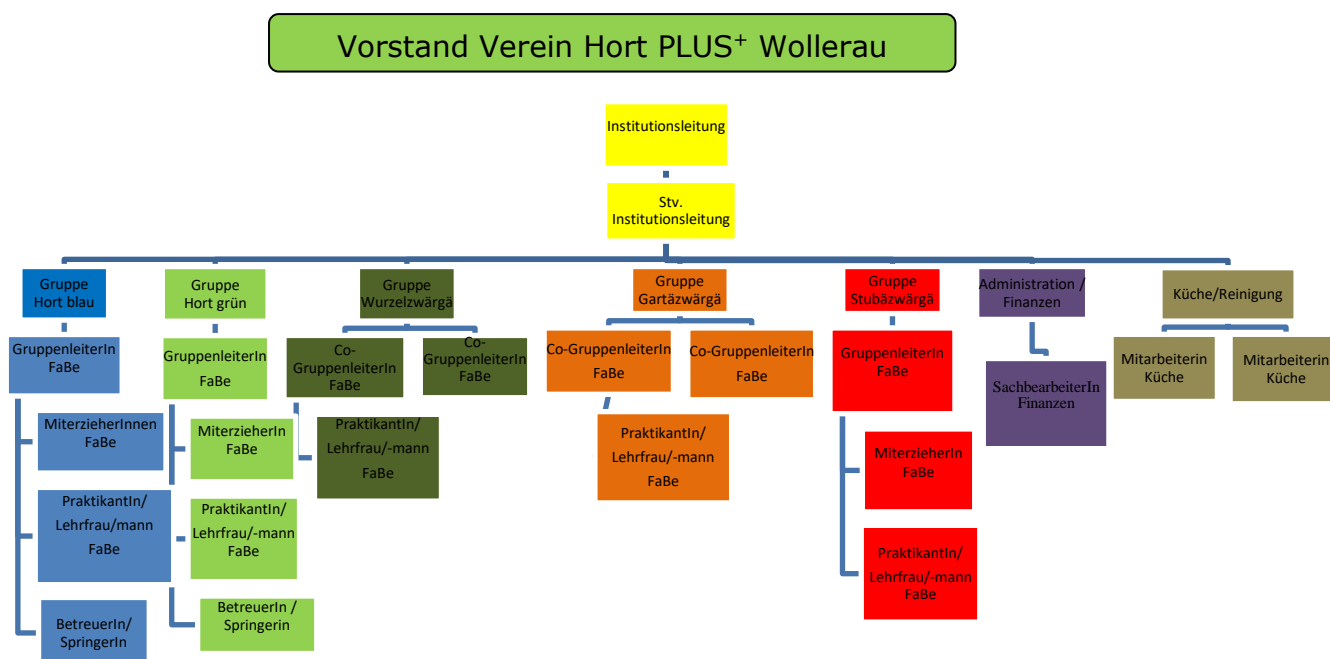 Vorstand Verein Hort PLUS⁺ Wollerau
Institutionsleitung
Stv.
Institutionsleitung
Gruppe
Hort blau
Gruppe
Hort grün
Gruppe
Wurzelzwärgä
Gruppe
Gartäzwärgä
Gruppe
Stubäzwärgä
Administration /
Finanzen
Küche/Reinigung
GruppenleiterIn
FaBe
GruppenleiterIn
FaBe
Co-
GruppenleiterIn
FaBe
Co-
GruppenleiterIn
FaBe
Co-GruppenleiterIn
FaBe
Co-GruppenleiterIn
FaBe
GruppenleiterIn
FaBe
SachbearbeiterIn
Finanzen
Mitarbeiterin
Küche
Mitarbeiterin
Küche
MiterzieherInnen
FaBe
MiterzieherIn
FaBe
PraktikantIn/
Lehrfrau/-mann
FaBe
PraktikantIn/
Lehrfrau/-mann
FaBe
MiterzieherIn
FaBe
PraktikantIn/
Lehrfrau/mann
FaBe
PraktikantIn/
Lehrfrau/-mann
FaBe
PraktikantIn/
Lehrfrau/-mann
FaBe
BetreuerIn/
SpringerIn
BetreuerIn /
Springerin